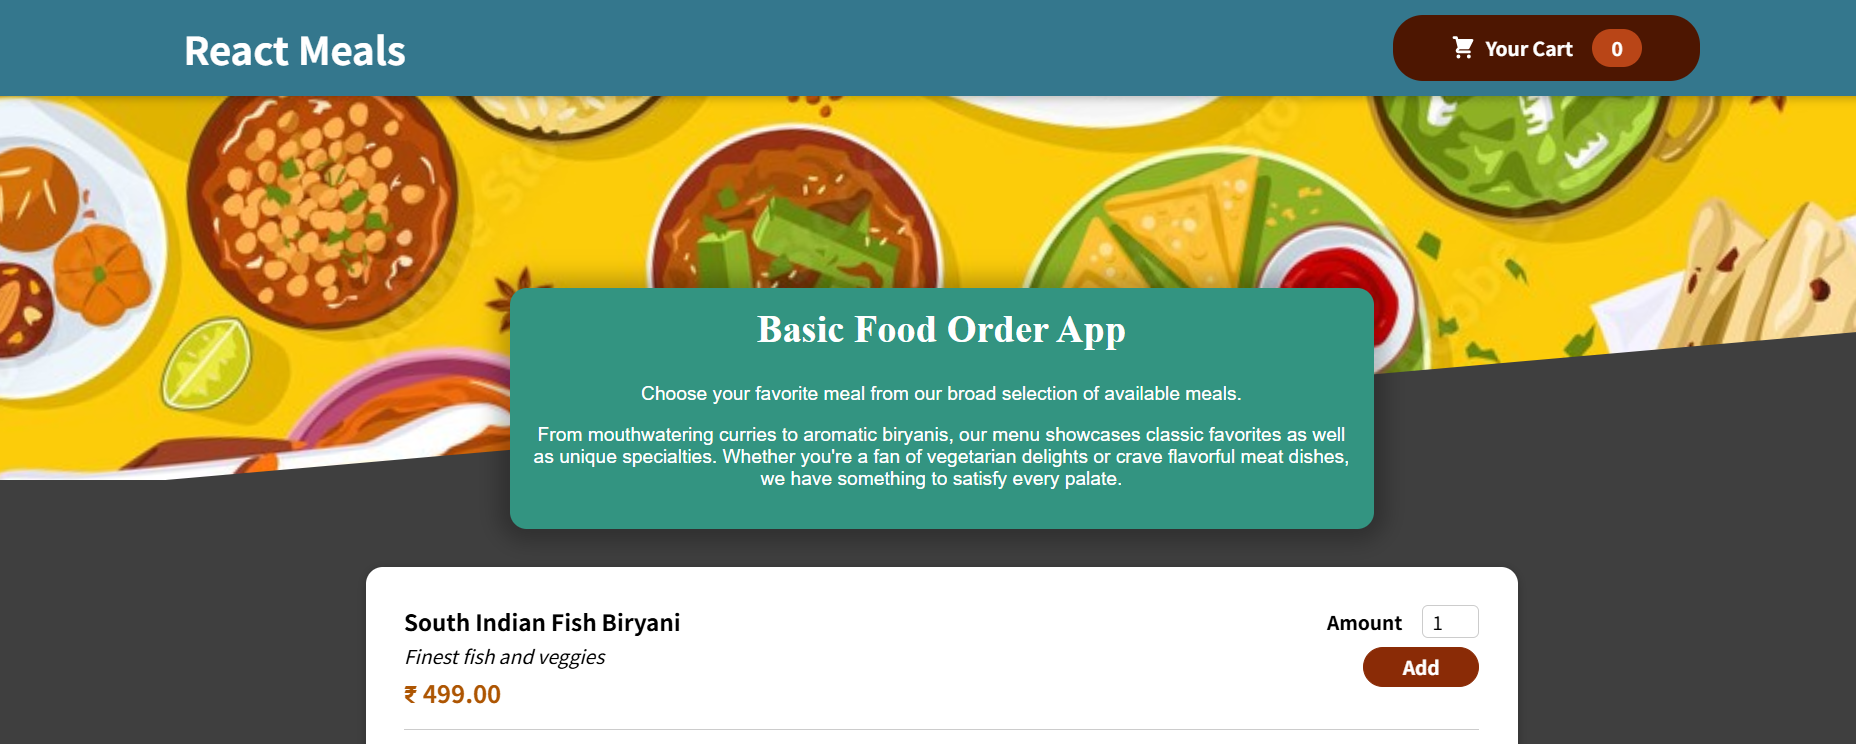 React Meals
Your Cart 0
Basic Food Order App
Choose your favorite meal from our broad selection of available meals.
From mouthwatering curries to aromatic biryanis, our menu showcases classic favorites as well
as unique specialties. Whether you're a fan of vegetarian delights or crave flavorful meat dishes,
we have something to satisfy every palate.
South Indian Fish Biryani
Amount 1
Finest fish and veggies
Add
₹ 499.00